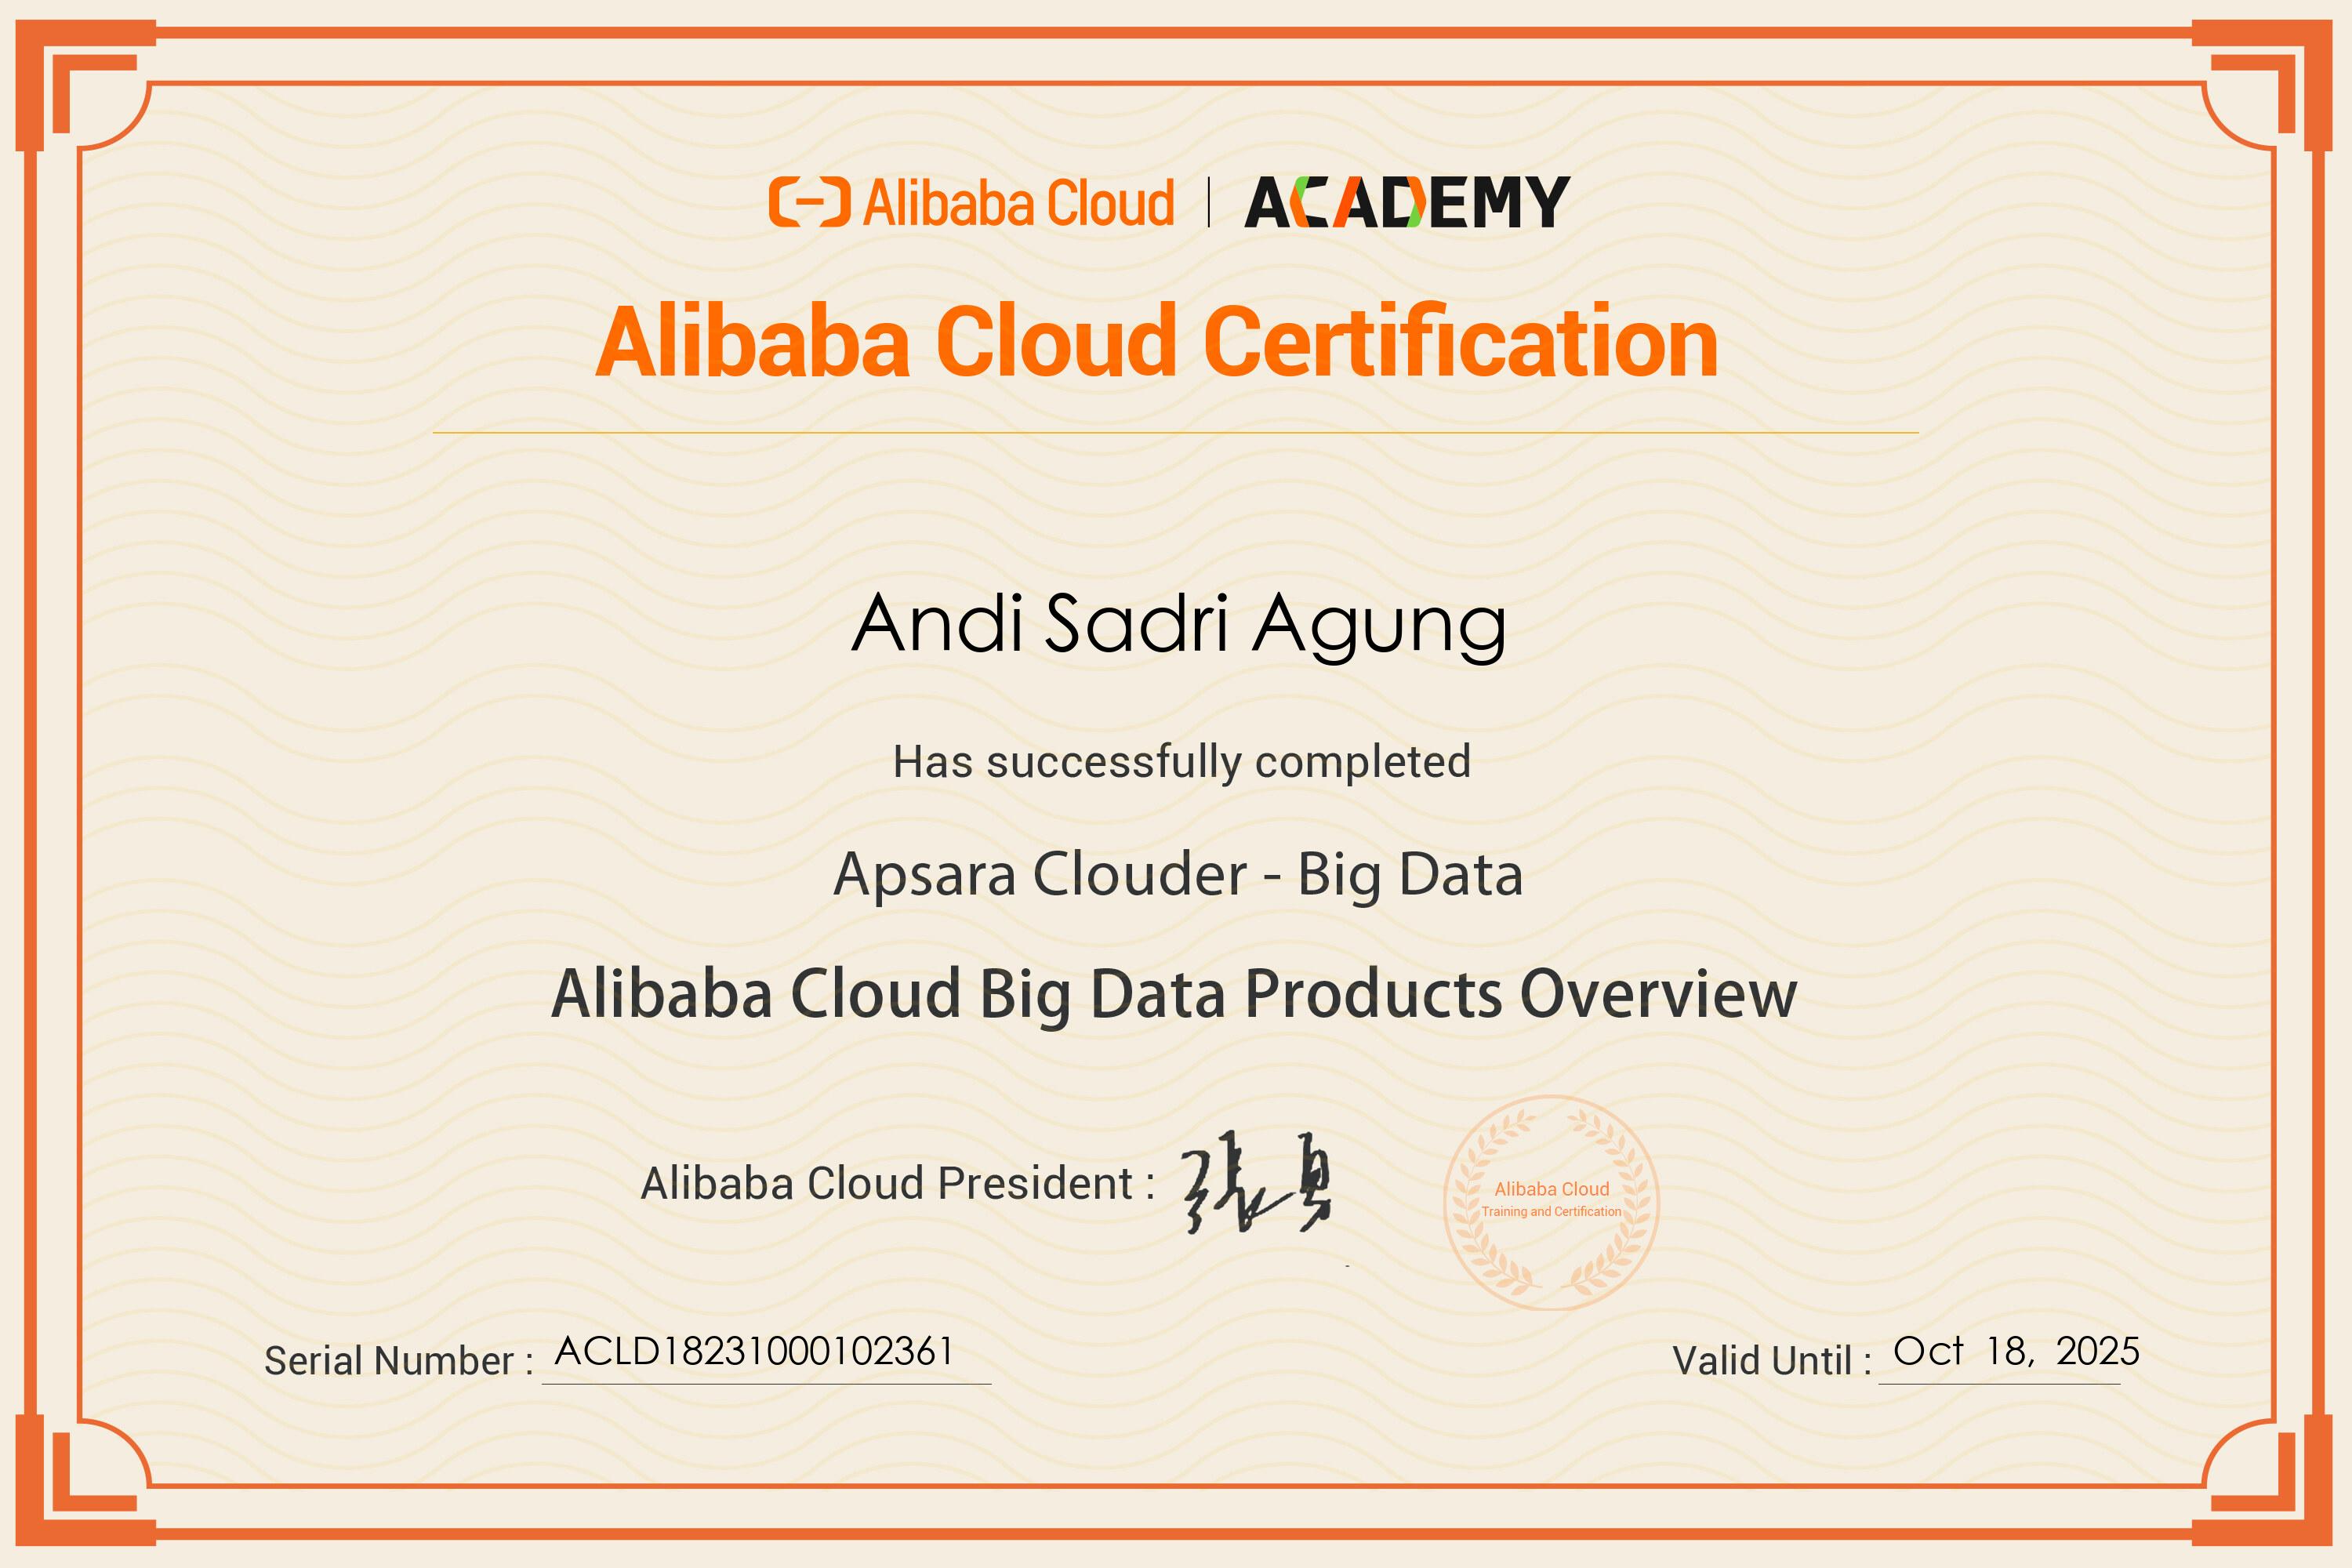 Alibaba Cloud | ACADEMY
Alibaba Cloud Certification
Andi Sadri Agung
Has successfully completed
Apsara Clouder - Big Data
Alibaba Cloud Big Data Products Overview
Alibaba Cloud President :
Alibaba Cloud
Training and Certification
Serial Number : ACLD18231000102361
Valid Until : Oct 18, 2025